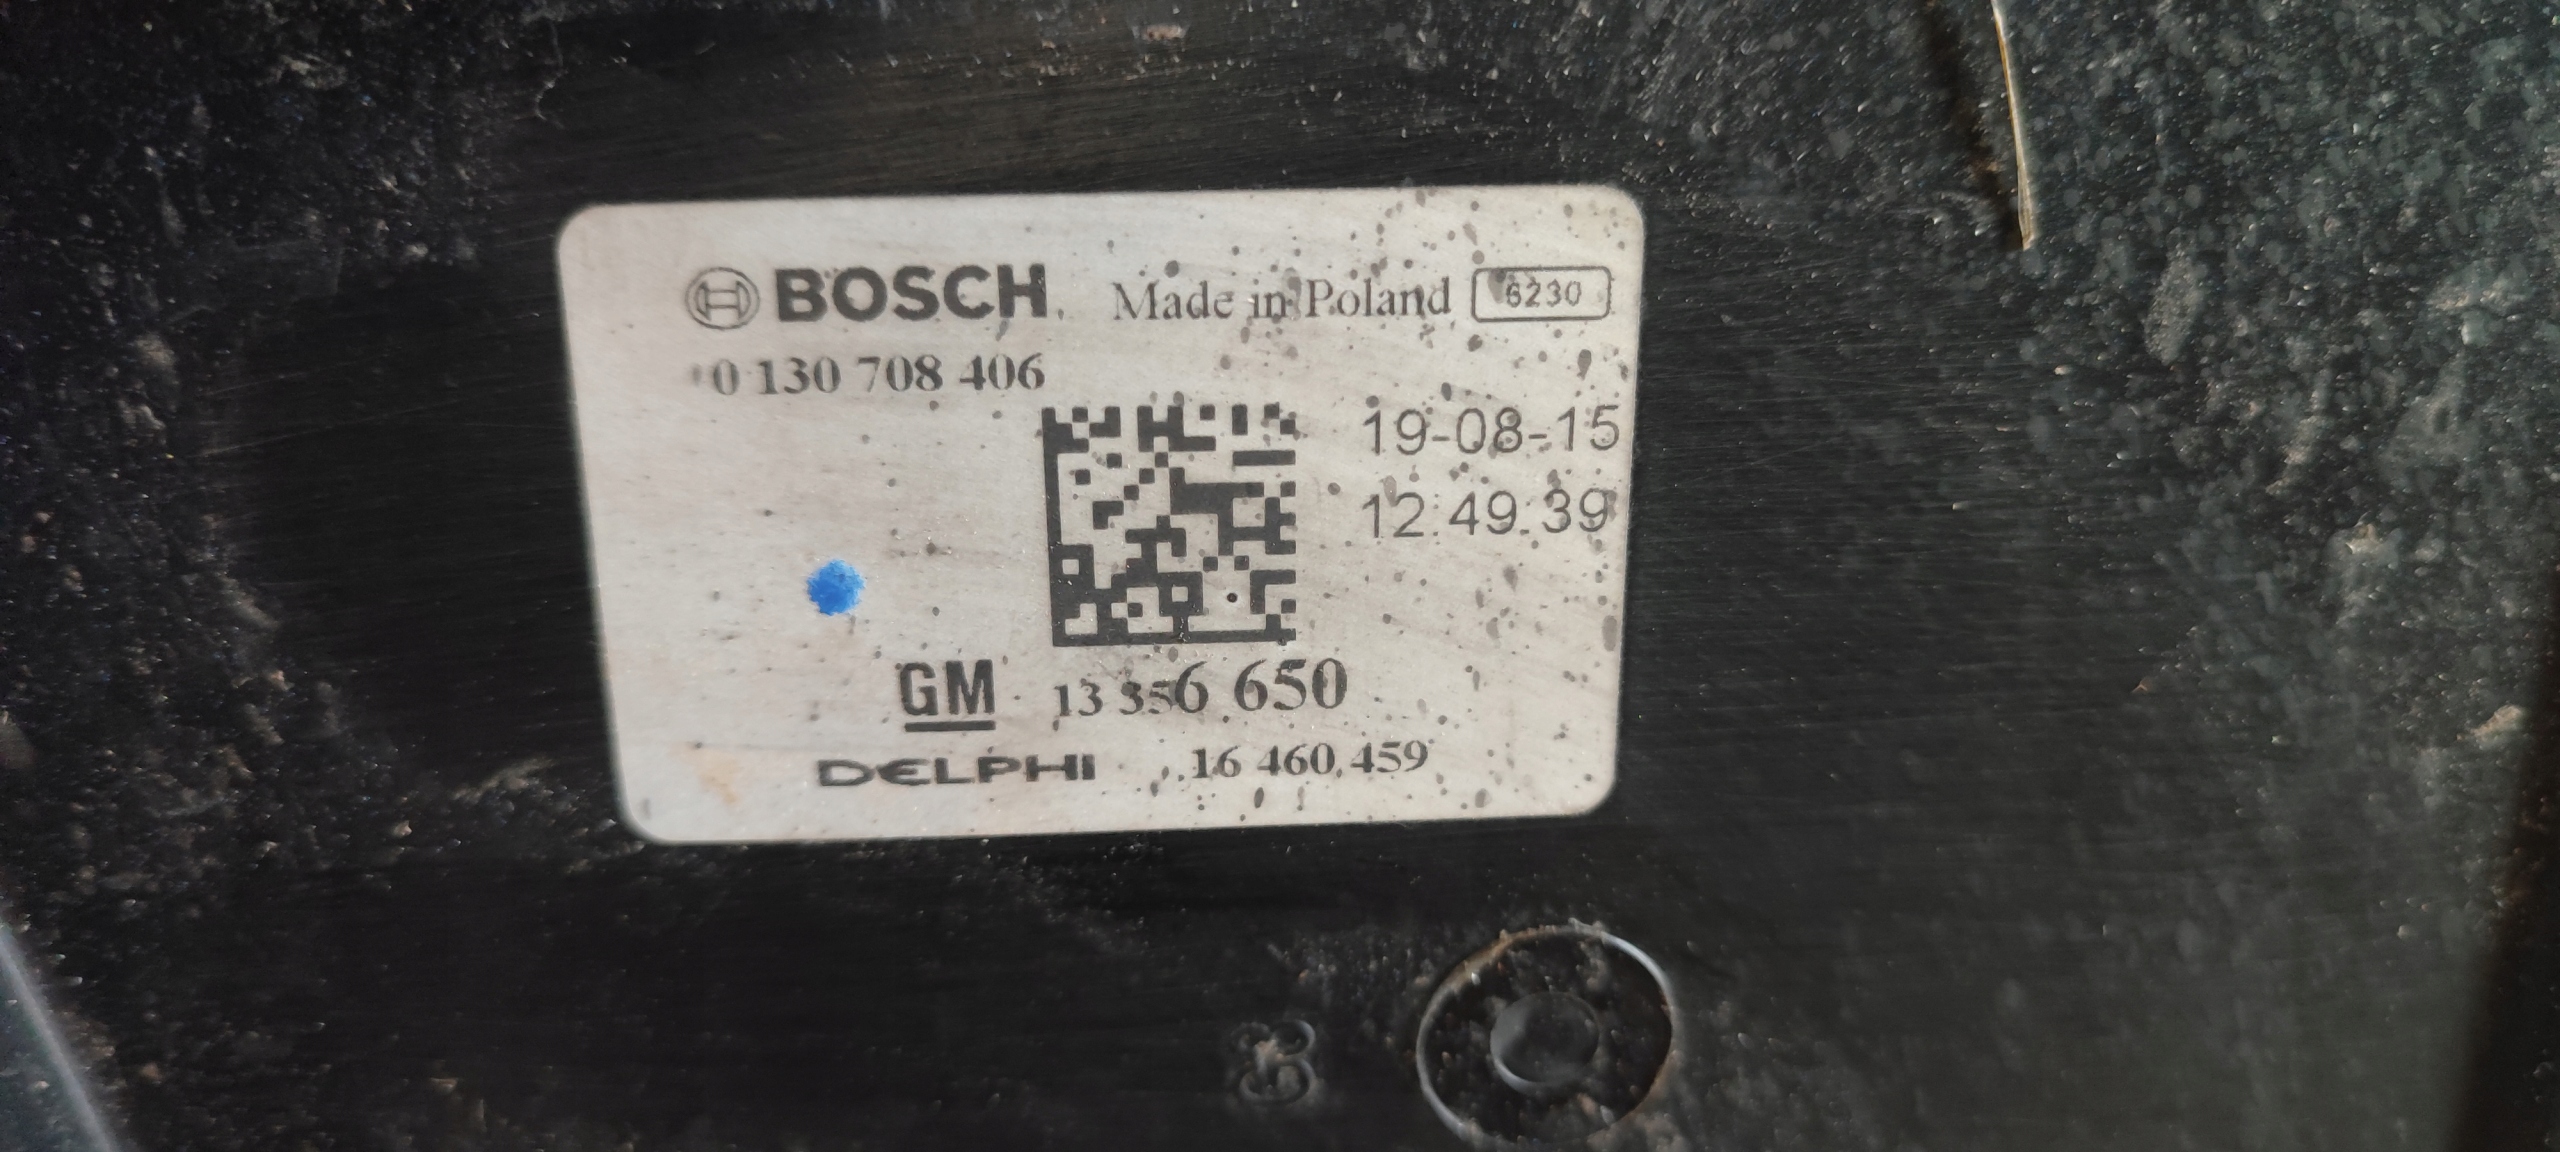 BOSCH Made in Poland 6230
0 130 708 406
19-08-15
12:49:39
GM 13 356 650
DELPHI 16 460 459